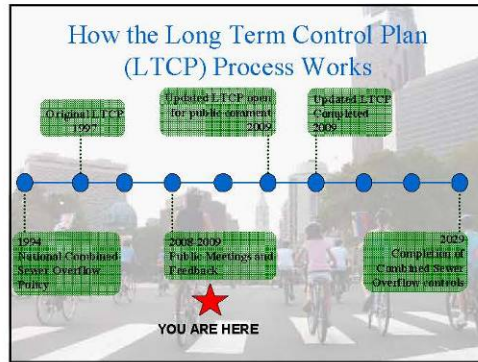 How the Long Term Control Plan
(LTCP) Process Works
Original LTCP
1997
Updated LTCP open
for public comment
2009
Updated LTCP
Completed
2009
1994
National Combined
Sewer Overflow
Policy
2008-2009
Public Meetings and
Feedback
2029
Completion of
Combined Sewer
Overflow controls
YOU ARE HERE